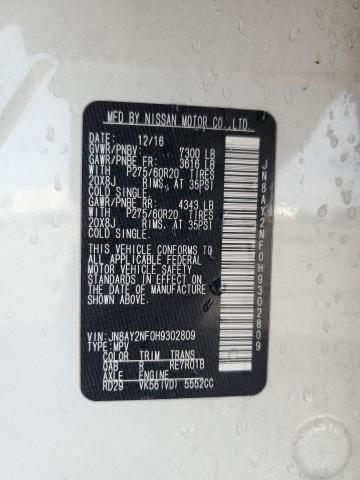 MFD BY NISSAN MOTOR CO.,LTD.
DATE: 12/16
GVWR/PNBV: 7300 LB
GAWR/PNBE FR: 3616 LB
WITH P275/60R20 TIRES
20X8J RIMS, AT 35PSI
COLD SINGLE
GAWR/PNBE RR: 4343 LB
WITH P275/60R20 TIRES
20X8J RIMS, AT 35PSI
COLD SINGLE
THIS VEHICLE CONFORMS TO
ALL APPLICABLE FEDERAL
MOTOR VEHICLE SAFETY
STANDARDS IN EFFECT ON
THE DATE OF MANUFACTURE
SHOWN ABOVE.
VIN: JN8AY2NF0H9302809
TYPE: MPV
COLOR TRIM TRANS
QAB RE7R01B
AXLE ENGINE
RD29 VK56(VD) 5552CC
JN8AY2NF0H9302809